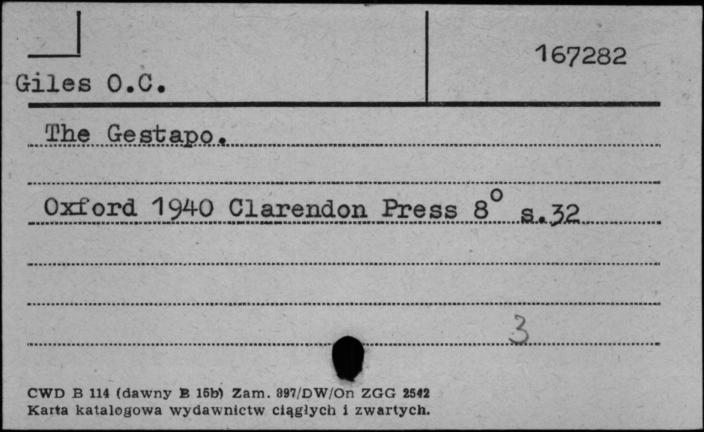 167282
Giles O.C.
The Gestapo.
Oxford 1940 Clarendon Press 8° s.32
3
CWD B 114 (dawny B 15b) Zam. 897/DW/On ZGG 2542
Karta katalogowa wydawnictw ciągłych i zwartych.